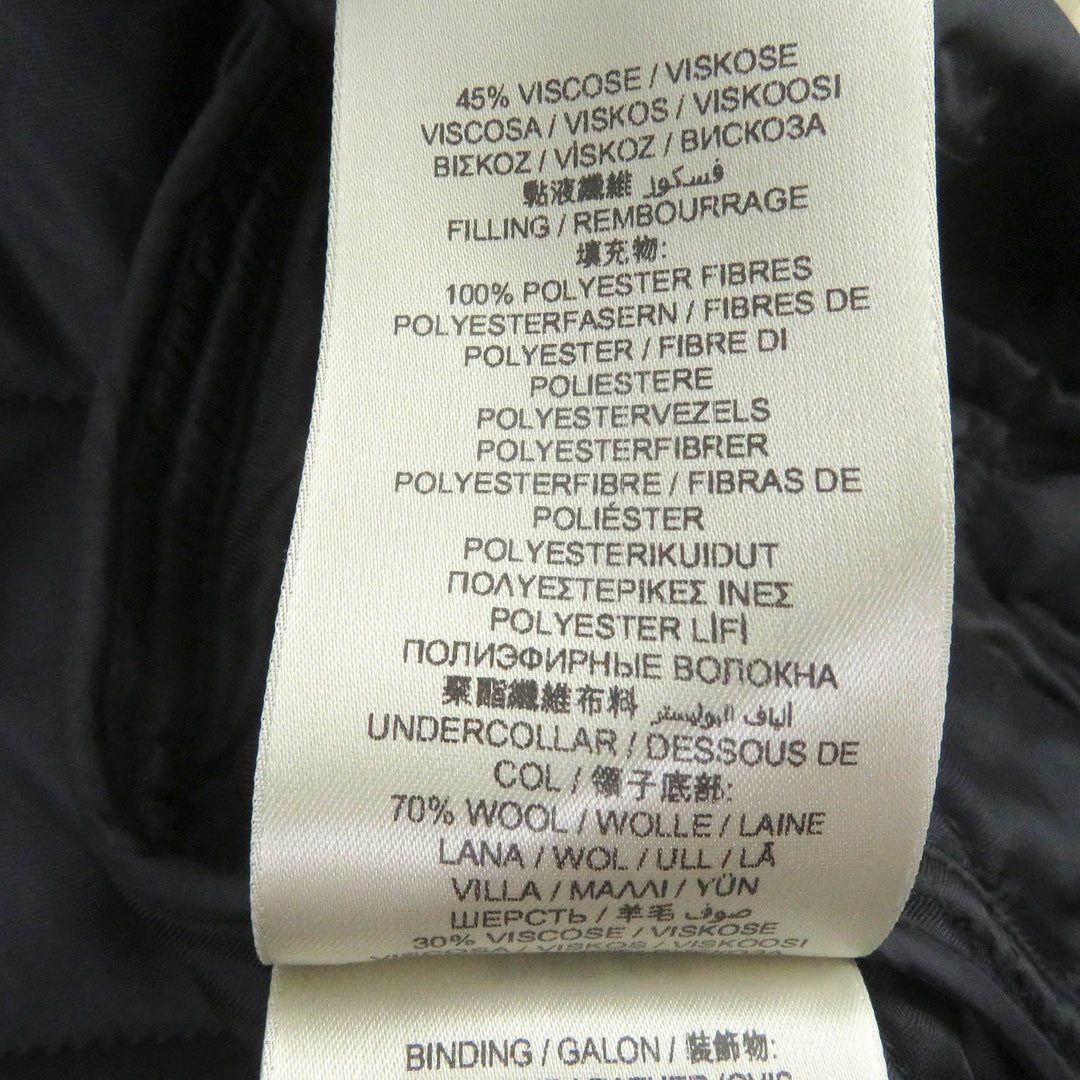 45% VISCOSE / VISKOSE
VISCOSA / VISKOS / VISKOOSI
ΒΙΣΚΟΖ / VİSKOZ / ВИСКОЗА
黏液纖維 فسكوز
FILLING / REMBOURRAGE
填充物:
100% POLYESTER FIBRES
POLYESTERFASERN / FIBRES DE
POLYESTER / FIBRE DI
POLIESTERE
POLYESTERVEZELS
POLYESTERFIBRER
POLYESTERFIBRE / FIBRAS DE
POLIÉSTER
POLYESTERIKUIDUT
ΠΟΛΥΕΣΤΕΡΙΚΕΣ ΙΝΕΣ
POLYESTER LİFİ
ПОЛИЭФИРНЫЕ ВОЛОКНА
聚酯纖維布料 ألياف البوليستر
UNDERCOLLAR / DESSOUS DE
COL / 領子底部:
70% WOOL / WOLLE / LAINE
LANA / WOL / ULL / LÃ
VILLA / ΜΑΛΛΙ / YÜN
ШЕРСТЬ / 羊毛 صوف
30% VISCOSE / VISKOSE
VISCOSA / VISKOS / VISKOOSI
BINDING / GALON / 裝飾物: